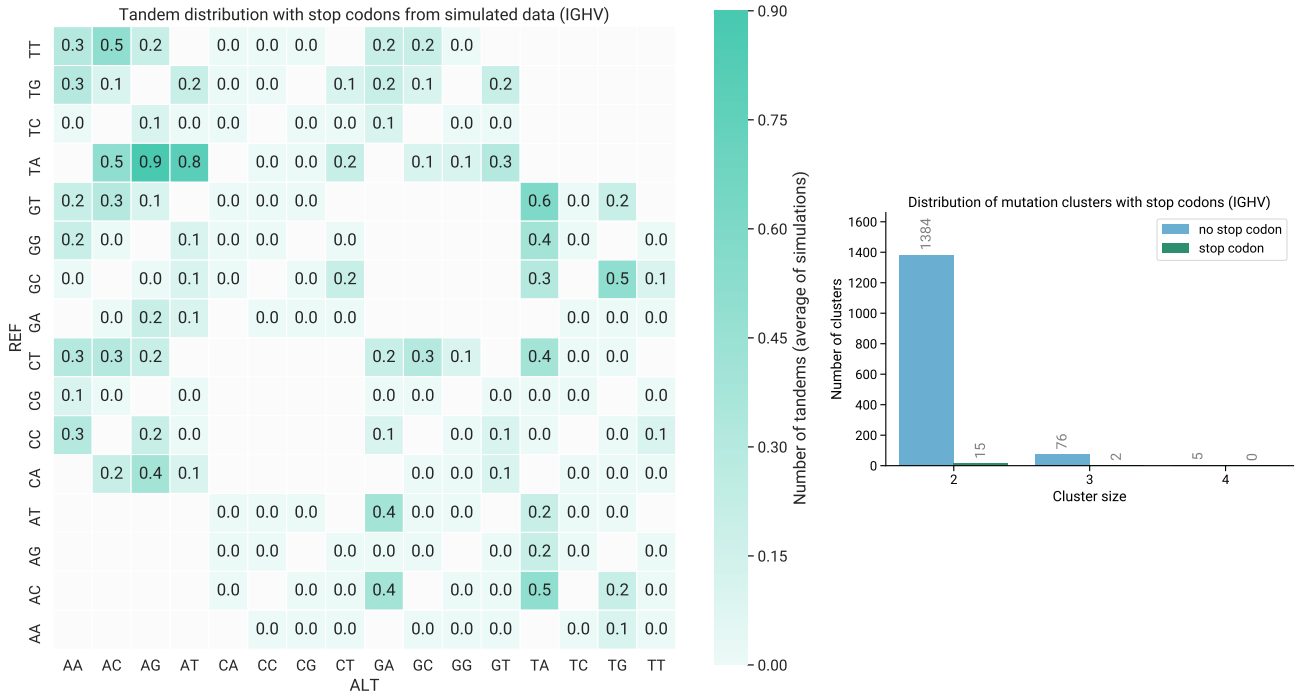 Tandem distribution with stop codons from simulated data (IGHV)
TT 0.3 0.5 0.2 0.0 0.0 0.0 0.2 0.2 0.0
TG 0.3 0.1 0.2 0.0 0.0 0.1 0.2 0.1 0.2
TC 0.0 0.1 0.0 0.0 0.0 0.0 0.1 0.0 0.0
TA 0.5 0.9 0.8 0.0 0.0 0.2 0.1 0.1 0.3
GT 0.2 0.3 0.1 0.0 0.0 0.0 0.6 0.0 0.2
GG 0.2 0.0 0.1 0.0 0.0 0.0 0.4 0.0 0.0
GC 0.0 0.0 0.1 0.0 0.0 0.2 0.3 0.5 0.1
GA 0.0 0.2 0.1 0.0 0.0 0.0 0.0 0.0 0.0
CT 0.3 0.3 0.2 0.2 0.3 0.1 0.4 0.0 0.0
CG 0.1 0.0 0.0 0.0 0.0 0.0 0.0 0.0 0.0
CC 0.3 0.2 0.0 0.1 0.0 0.1 0.0 0.0 0.1
CA 0.2 0.4 0.1 0.0 0.0 0.1 0.0 0.0 0.0
AT 0.0 0.0 0.0 0.4 0.0 0.0 0.2 0.0 0.0
AG 0.0 0.0 0.0 0.0 0.0 0.0 0.2 0.0 0.0
AC 0.0 0.0 0.0 0.4 0.0 0.0 0.5 0.2 0.0
AA 0.0 0.0 0.0 0.0 0.0 0.0 0.0 0.1 0.0
AA AC AG AT CA CC CG CT GA GC GG GT TA TC TG TT
ALT
REF
0.90
0.75
0.60
0.45
0.30
0.15
0.00
Number of tandems (average of simulations)
Distribution of mutation clusters with stop codons (IGHV)
no stop codon
stop codon
1600
1400
1200
1000
800
600
400
200
0
Number of clusters
1384
15
76
2
5
0
2 3 4
Cluster size